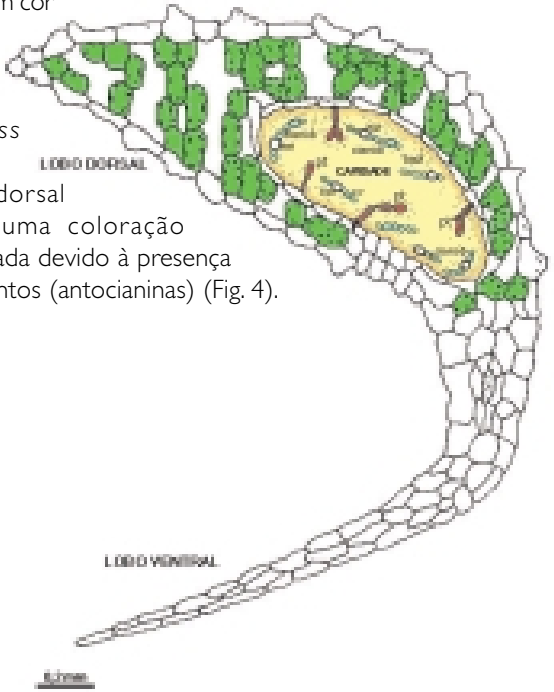 m cor
ss
LOBO DORSAL
dorsal
uma coloração
ada devido à presença
ntos (antocianinas) (Fig. 4).
CAVIDADE
LOBO VENTRAL